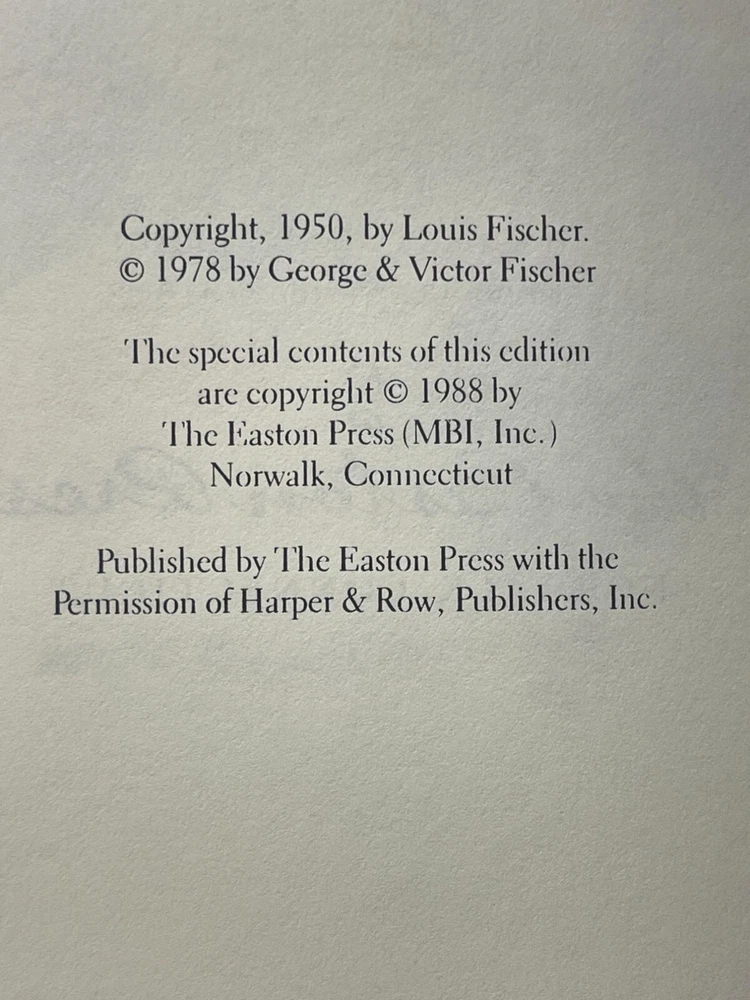 Copyright, 1950, by Louis Fischer.
© 1978 by George & Victor Fischer
The special contents of this edition
are copyright © 1988 by
The Easton Press (MBI, Inc.)
Norwalk, Connecticut
Published by The Easton Press with the
Permission of Harper & Row, Publishers, Inc.